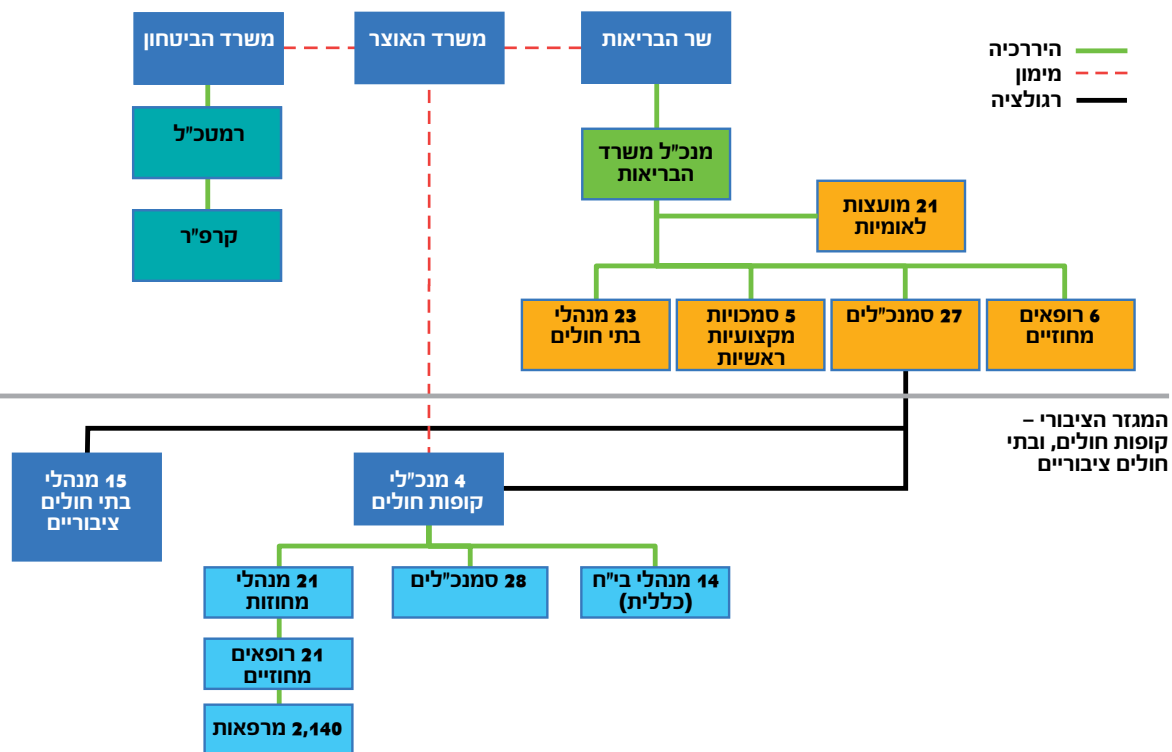 שר הבריאות
משרד האוצר
משרד הביטחון
היררכיה
מימון
רגולציה
רמטכ"ל
מנכ"ל משרד
הבריאות
21 מועצות
לאומיות
קרפ"ר
6 רופאים
מחוזיים
27 סמנכ"לים
5 סמכויות
מקצועיות
ראשיות
23 מנהלי
בתי חולים
המגזר הציבורי –
קופות חולים, ובתי
חולים ציבוריים
4 מנכ"לי
קופות חולים
15 מנהלי
בתי חולים
ציבוריים
14 מנהלי בי"ח
(כללית)
28 סמנכ"לים
21 מנהלי
מחוזות
21 רופאים
מחוזיים
2,140 מרפאות